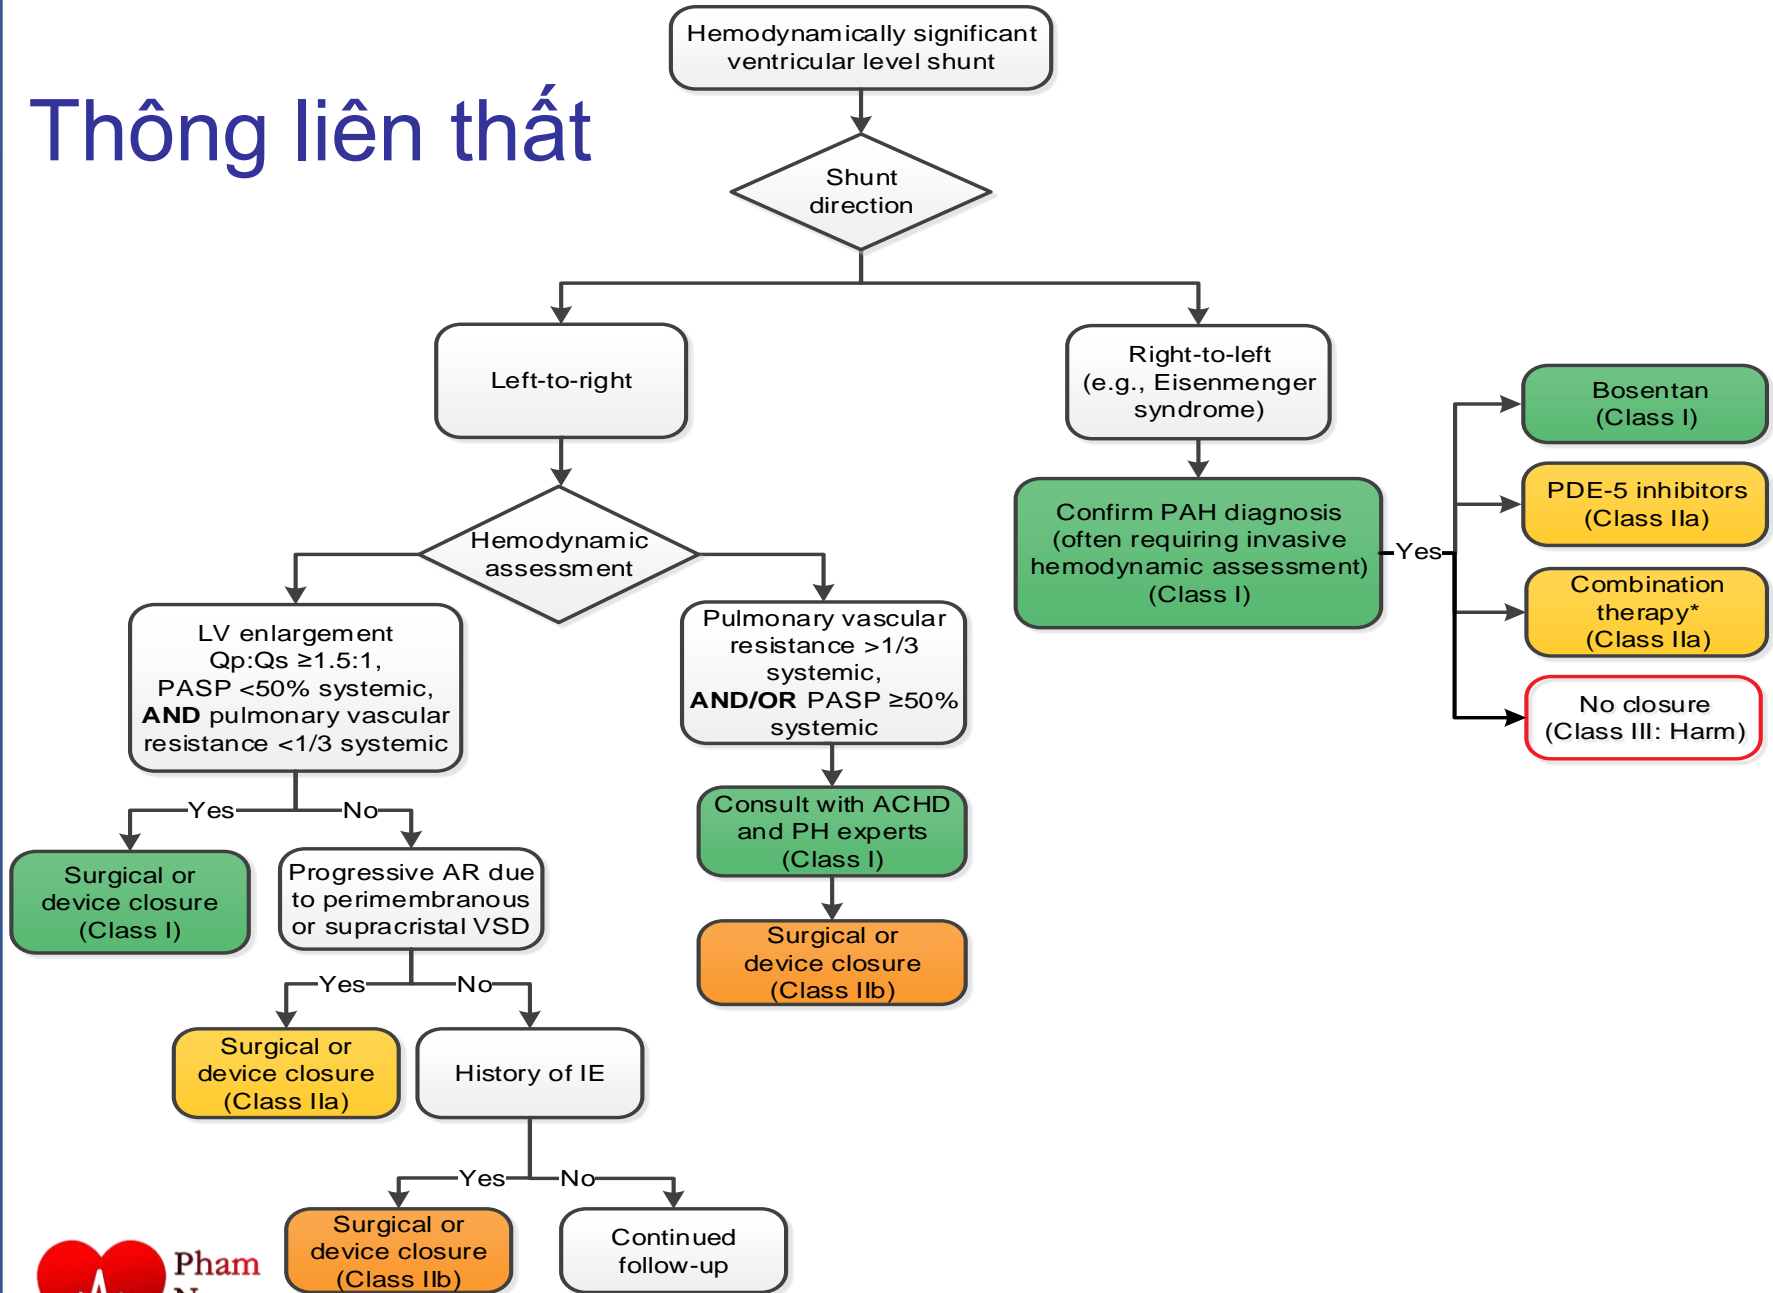 Hemodynamically significant
ventricular level shunt
Thông liên thất
Shunt
direction
Left-to-right
Right-to-left
(e.g., Eisenmenger
syndrome)
Bosentan
(Class I)
PDE-5 inhibitors
(Class IIa)
Combination
therapy*
(Class IIa)
No closure
(Class III: Harm)
Confirm PAH diagnosis
(often requiring invasive
hemodynamic assessment)
(Class I)
Yes
Hemodynamic
assessment
LV enlargement
Qp:Qs ≥1.5:1,
PASP <50% systemic,
AND pulmonary vascular
resistance <1/3 systemic
Pulmonary vascular
resistance >1/3
systemic,
AND/OR PASP ≥50%
systemic
Yes
No
Consult with ACHD
and PH experts
(Class I)
Surgical or
device closure
(Class I)
Progressive AR due
to perimembranous
or supracristal VSD
Surgical or
device closure
(Class IIb)
Yes
No
Surgical or
device closure
(Class IIa)
History of IE
Yes
No
Surgical or
device closure
(Class IIb)
Continued
follow-up
Pham